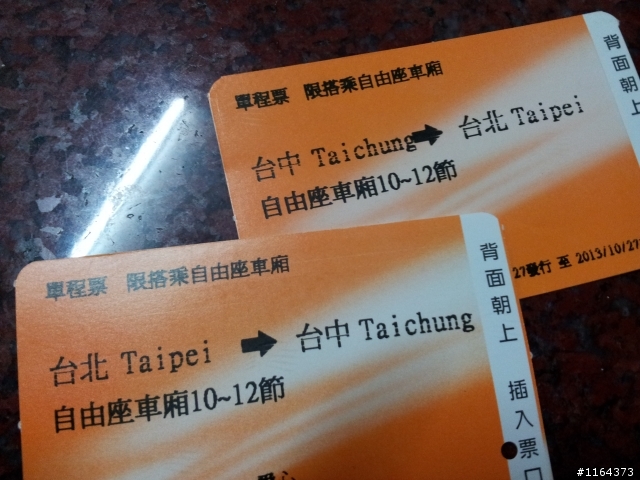 單程票 限搭乘自由座車廂
台中 Taichung➡台北 Taipei
自由座車廂10~12節
27發行 至 2013/10/27
背面朝上
單程票 限搭乘自由座車廂
台北 Taipei ➡ 台中 Taichung
自由座車廂10~12節
背面朝上 插入票口
#1164373